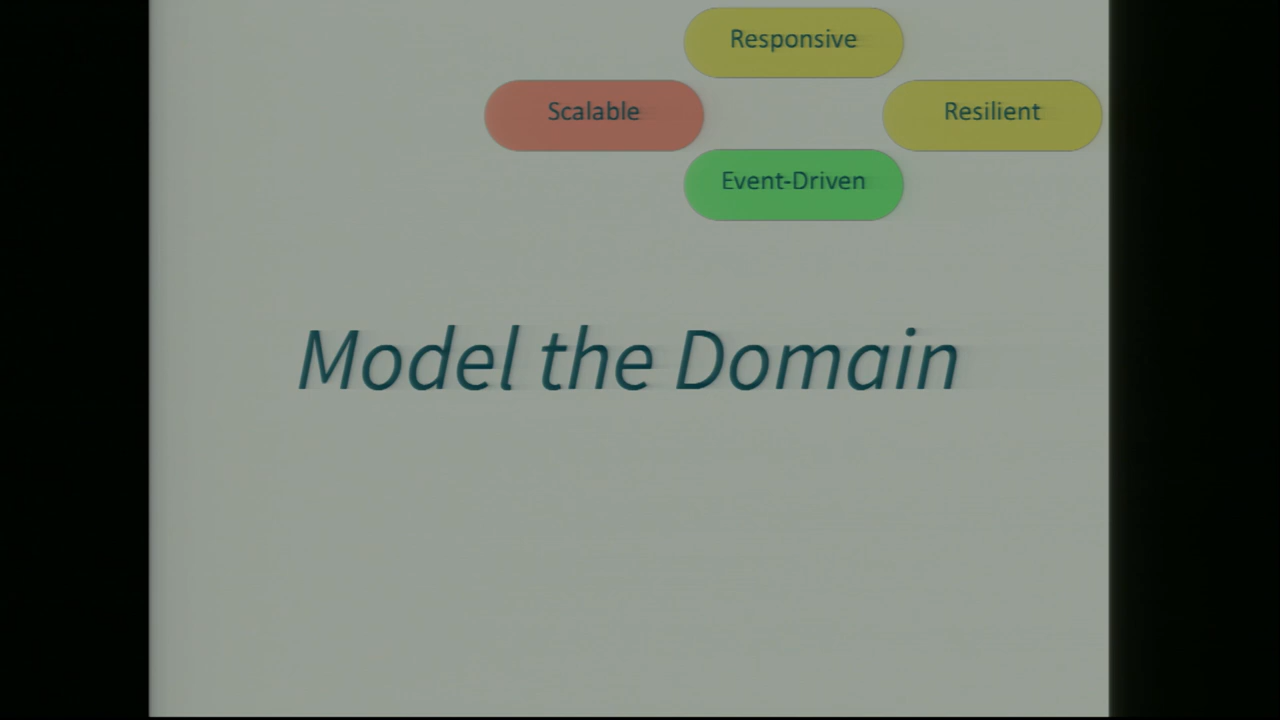 Responsive
Scalable
Resilient
Event-Driven
Model the Domain